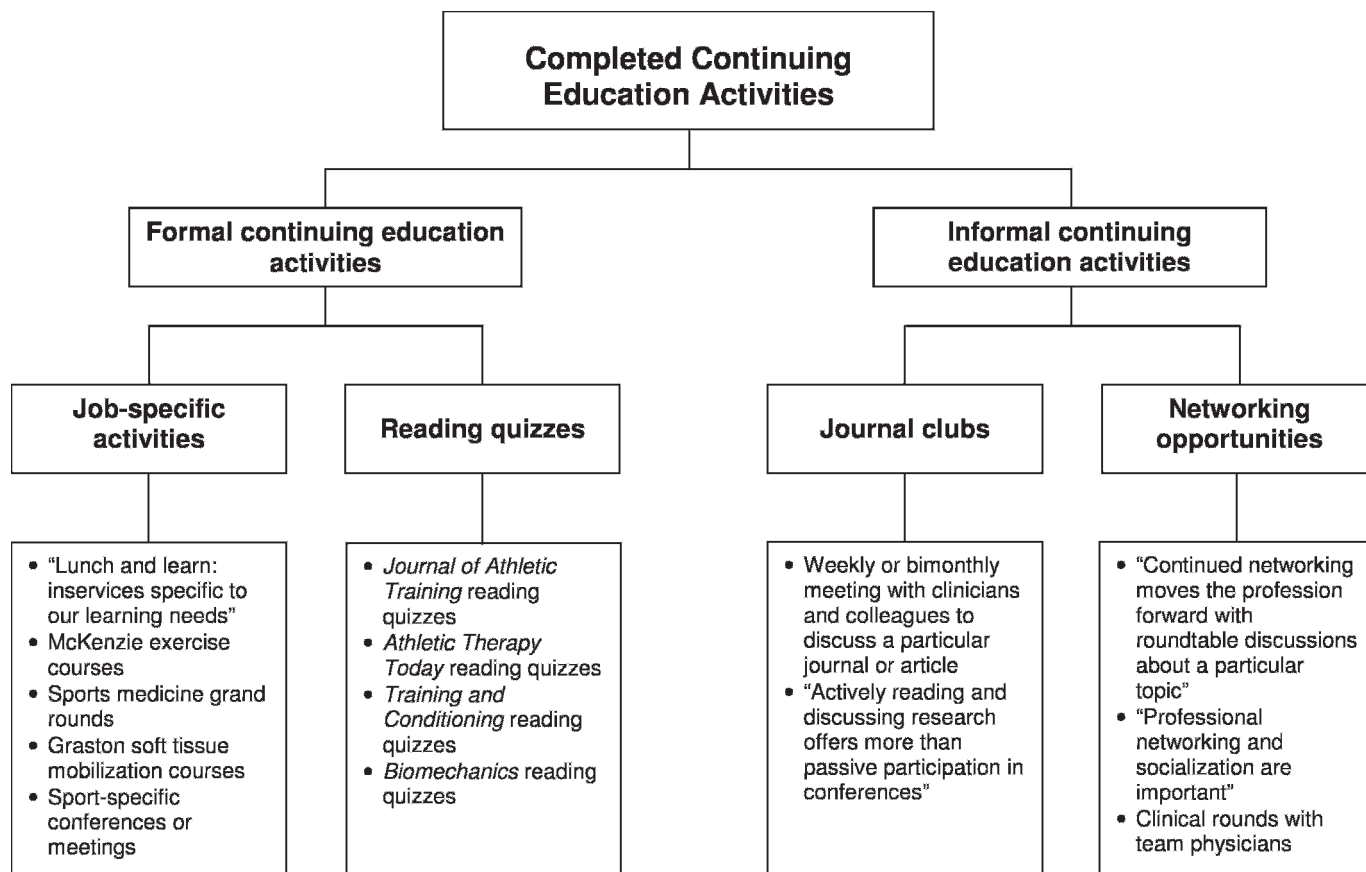 Completed Continuing
Education Activities
Formal continuing education
activities
Informal continuing
education activities
Job-specific
activities
Reading quizzes
Journal clubs
Networking
opportunities
• “Lunch and learn:
inservices specific to
our learning needs”
• McKenzie exercise
courses
• Sports medicine grand
rounds
• Graston soft tissue
mobilization courses
• Sport-specific
conferences or
meetings
• Journal of Athletic
Training reading
quizzes
• Athletic Therapy
Today reading quizzes
• Training and
Conditioning reading
quizzes
• Biomechanics reading
quizzes
• Weekly or bimonthly
meeting with clinicians
and colleagues to
discuss a particular
journal or article
• “Actively reading and
discussing research
offers more than
passive participation in
conferences”
• “Continued networking
moves the profession
forward with
roundtable discussions
about a particular
topic”
• “Professional
networking and
socialization are
important”
• Clinical rounds with
team physicians